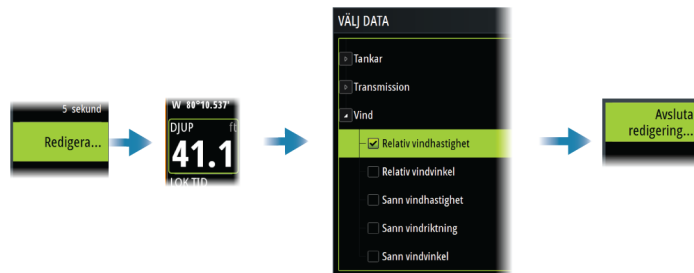 5 sekund
Redigera...
W 80°10.537'
DJUP ft
41.1
LOK TID
VÄLJ DATA
Tankar
Transmission
Vind
Relativ vindhastighet
Relativ vindvinkel
Sann vindhastighet
Sann vindriktning
Sann vindvinkel
Avsluta
redigering...